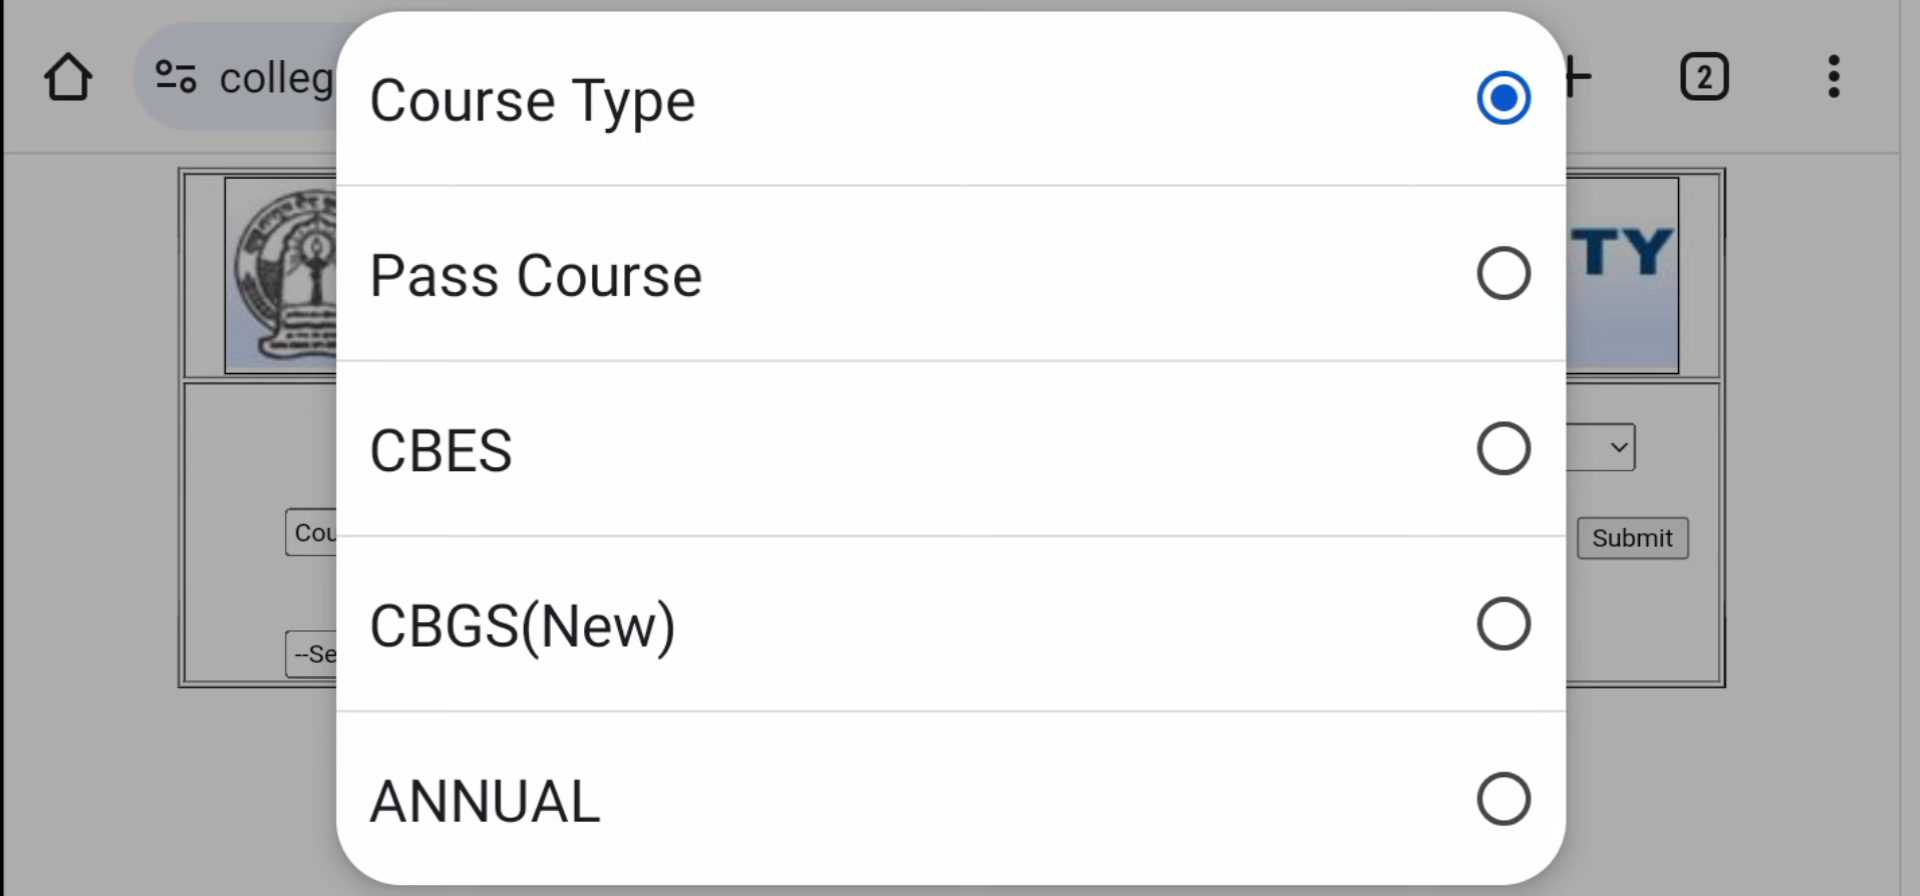 colleg
2
Course Type
Pass Course
CBES
CBGS(New)
ANNUAL
TY
Cou
Submit
--Se